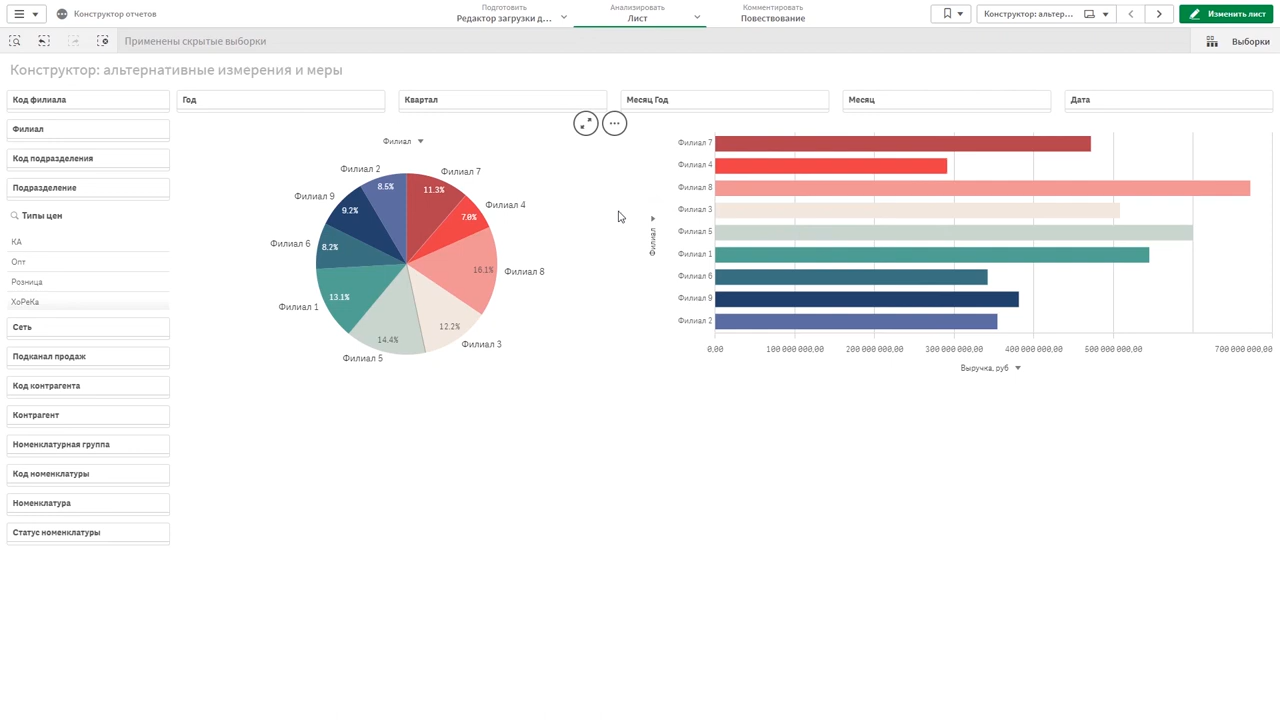 Конструктор отчетов
Подготовить
Редактор загрузки д...
Анализировать
Лист
Комментировать
Повествование
Конструктор: альтер...
Изменить лист
Применены скрытые выборки
Выборки
Конструктор: альтернативные измерения и меры
Код филиала
Год
Квартал
Месяц Год
Месяц
Дата
Филиал
Код подразделения
Подразделение
Типы цен
КА
Опт
Розница
ХоРеКа
Сеть
Подканал продаж
Код контрагента
Контрагент
Номенклатурная группа
Код номенклатуры
Номенклатура
Статус номенклатуры
Филиал
Филиал 2
Филиал 7
8.5%
11.3%
Филиал 9
9.2%
Филиал 4
7.0%
Филиал 6
8.2%
Филиал 8
16.1%
Филиал 1
13.1%
Филиал 3
12.2%
Филиал 5
14.4%
Филиал
Филиал 7
Филиал 4
Филиал 8
Филиал 3
Филиал 5
Филиал 1
Филиал 6
Филиал 9
Филиал 2
0,00
100 000 000,00
200 000 000,00
300 000 000,00
400 000 000,00
500 000 000,00
700 000 000,00
Выручка, руб